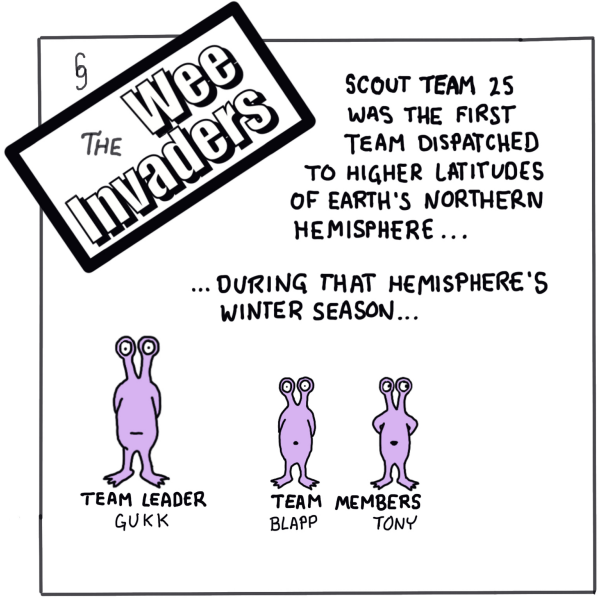 THE
Wee
Invaders
SCOUT TEAM 25
WAS THE FIRST
TEAM DISPATCHED
TO HIGHER LATITUDES
OF EARTH'S NORTHERN
HEMISPHERE...
...DURING THAT HEMISPHERE'S
WINTER SEASON...
TEAM LEADER
GUKK
TEAM MEMBERS
BLAPP TONY